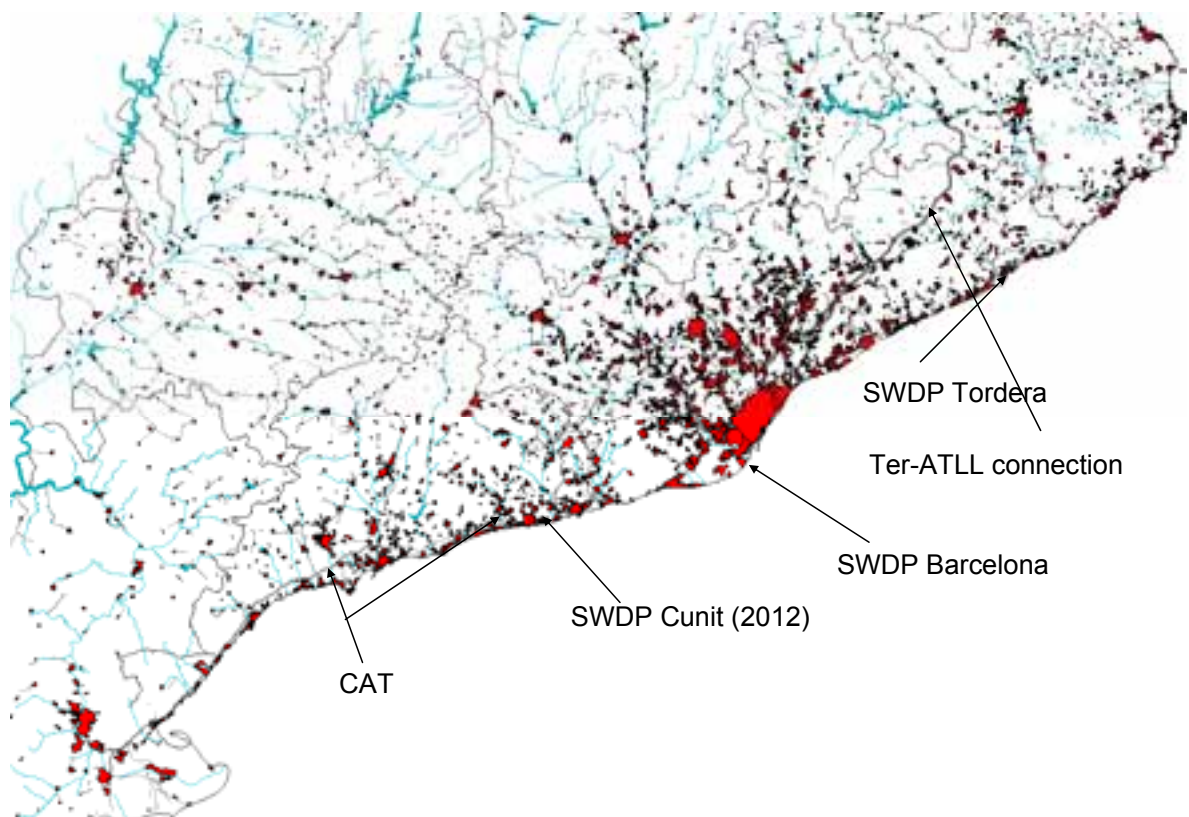 SWDP Tordera
Ter-ATLL connection
SWDP Barcelona
SWDP Cunit (2012)
CAT